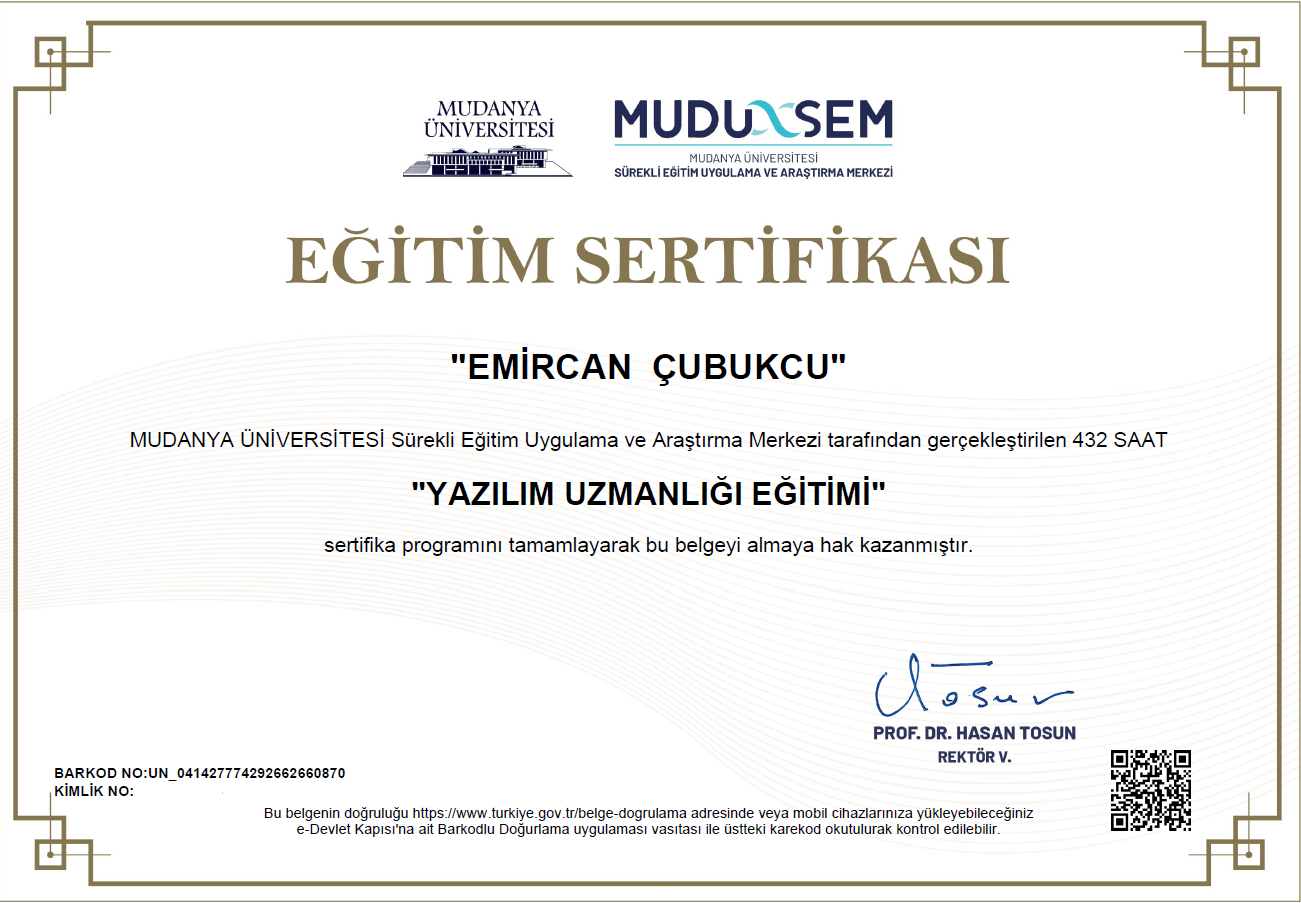 MUDANYA
ÜNİVERSİTESİ
MUDUSEM
MUDANYA ÜNİVERSİTESİ
SÜREKLİ EĞİTİM UYGULAMA VE ARAŞTIRMA MERKEZİ
EĞİTİM SERTİFİKASI
"EMİRCAN ÇUBUKCU"
MUDANYA ÜNİVERSİTESİ Sürekli Eğitim Uygulama ve Araştırma Merkezi tarafından gerçekleştirilen 432 SAAT
"YAZILIM UZMANLIĞI EĞİTİMİ"
sertifika programını tamamlayarak bu belgeyi almaya hak kazanmıştır.
Tosun
PROF. DR. HASAN TOSUN
REKTÖR V.
BARKOD NO:UN_041427774292662660870
KİMLİK NO:
Bu belgenin doğruluğu https://www.turkiye.gov.tr/belge-dogrulama adresinde veya mobil cihazlarınıza yükleyebileceğiniz
e-Devlet Kapısı'na ait Barkodlu Doğurlama uygulaması vasıtası ile üstteki karekod okutularak kontrol edilebilir.